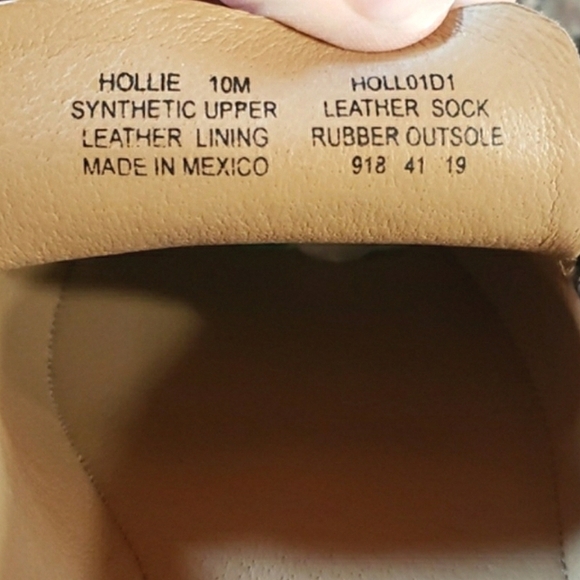 HOLLIE 10M
SYNTHETIC UPPER
LEATHER LINING
MADE IN MEXICO
HOLL01D1
LEATHER SOCK
RUBBER OUTSOLE
918 41 19